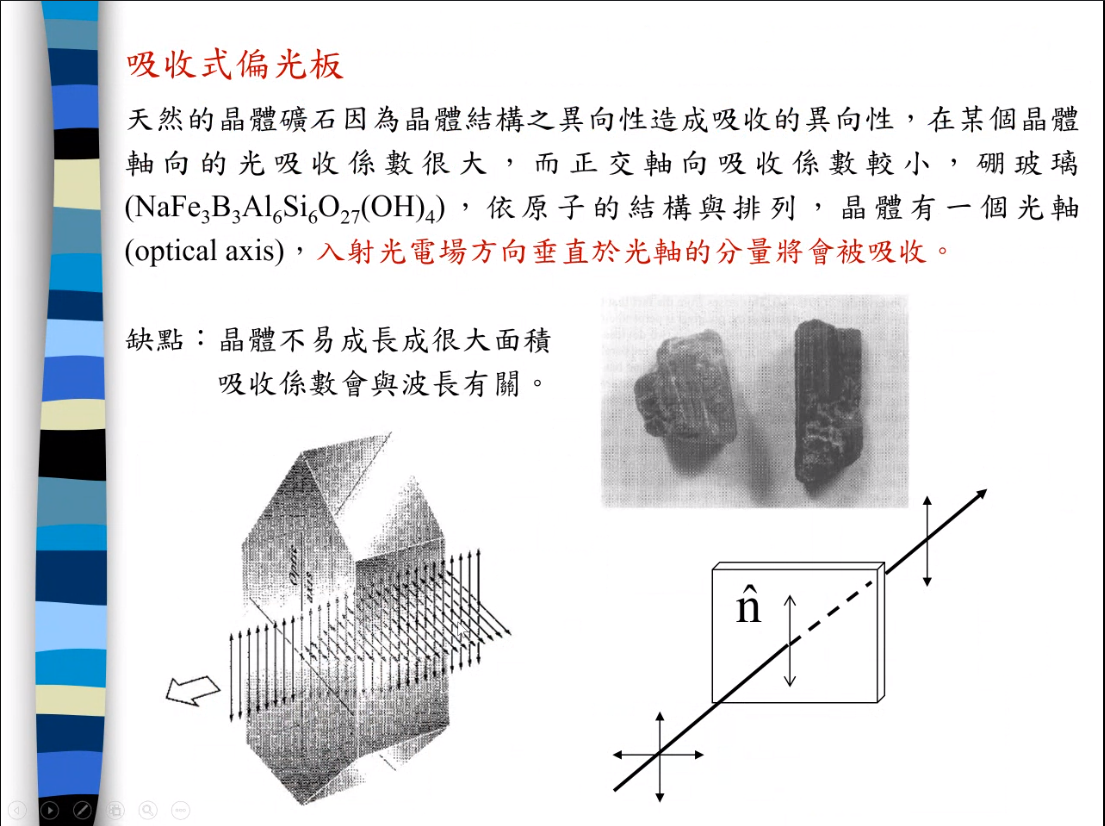 吸收式偏光板
天然的晶體礦石因為晶體結構之異向性造成吸收的異向性，在某個晶體
軸向的光吸收係數很大，而正交軸向吸收係數較小，硼玻璃
(NaFe₃B₃Al₆Si₆O₂₇(OH)₄)，依原子的結構與排列，晶體有一個光軸
(optical axis)，入射光電場方向垂直於光軸的分量將會被吸收。
缺點：晶體不易成長成很大面積
吸收係數會與波長有關。
Optic
axis
n̂